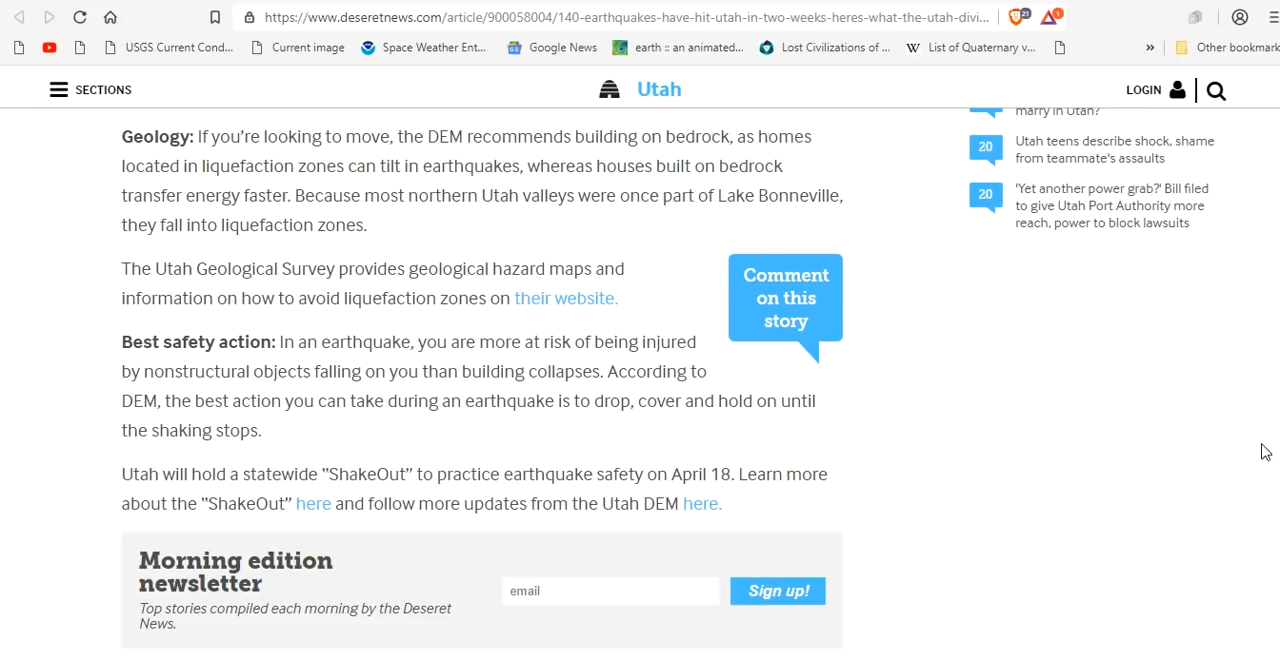 https://www.deseretnews.com/article/900058004/140-earthquakes-have-hit-utah-in-two-weeks-heres-what-the-utah-divi...
21
1
USGS Current Cond...
Current image
Space Weather Ent...
Google News
earth :: an animated...
Lost Civilizations of ...
W List of Quaternary v...
»
Other bookmark
SECTIONS
Utah
LOGIN
marry in Utah?
20
Utah teens describe shock, shame
from teammate's assaults
20
'Yet another power grab?' Bill filed
to give Utah Port Authority more
reach, power to block lawsuits
Geology: If you're looking to move, the DEM recommends building on bedrock, as homes
located in liquefaction zones can tilt in earthquakes, whereas houses built on bedrock
transfer energy faster. Because most northern Utah valleys were once part of Lake Bonneville,
they fall into liquefaction zones.
The Utah Geological Survey provides geological hazard maps and
information on how to avoid liquefaction zones on their website.
Comment
on this
story
Best safety action: In an earthquake, you are more at risk of being injured
by nonstructural objects falling on you than building collapses. According to
DEM, the best action you can take during an earthquake is to drop, cover and hold on until
the shaking stops.
Utah will hold a statewide "ShakeOut" to practice earthquake safety on April 18. Learn more
about the "ShakeOut" here and follow more updates from the Utah DEM here.
Morning edition
newsletter
Top stories compiled each morning by the Deseret
News.
email
Sign up!